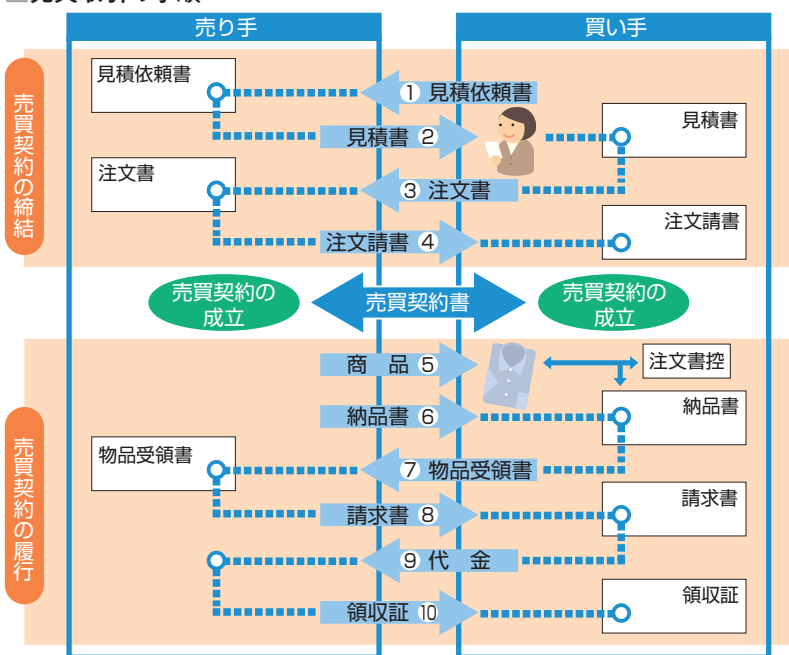 売り手
買い手
売買契約の締結
見積依頼書
① 見積依頼書
見積書 ②
見積書
注文書
③ 注文書
注文請書 ④
注文請書
売買契約の
成立
売買契約書
売買契約の
成立
売買契約の履行
商　品 ⑤
注文書控
納品書 ⑥
納品書
物品受領書
⑦ 物品受領書
請求書 ⑧
請求書
⑨ 代　金
領収証 ⑩
領収証